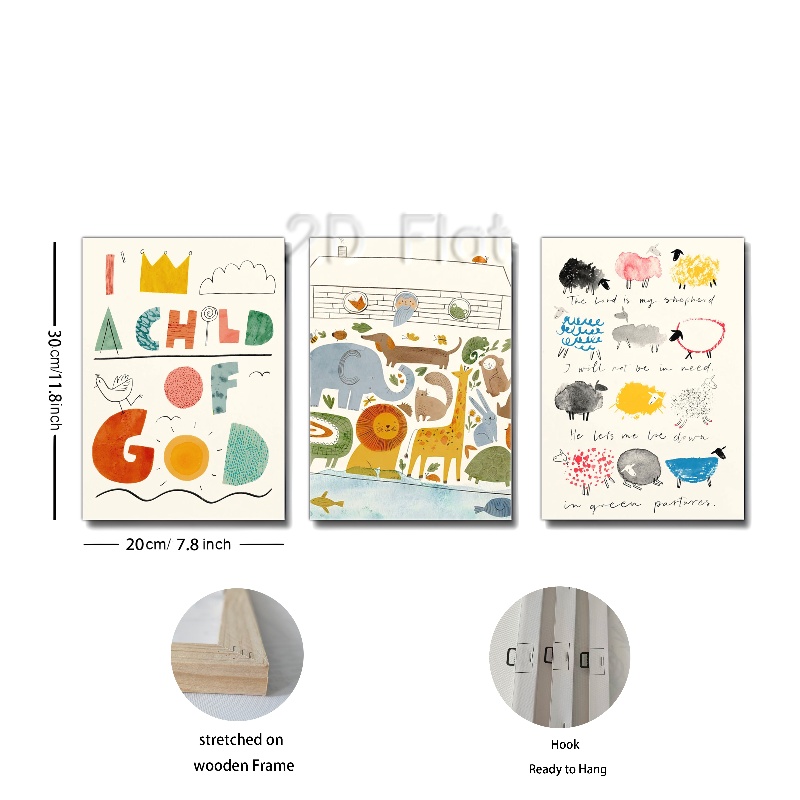 2D Flat
I'M
A CHILD
OF
GOD
The Lord is my shepherd
I will not be in need.
He lets me lie down
in green pastures.
30cm/11.8inch
20cm/ 7.8 inch
stretched on
wooden Frame
Hook
Ready to Hang